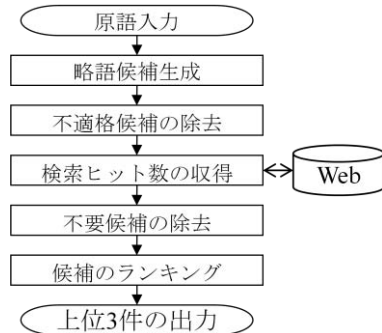 原語入力
略語候補生成
不適格候補の除去
検索ヒット数の収得
Web
不要候補の除去
候補のランキング
上位3件の出力